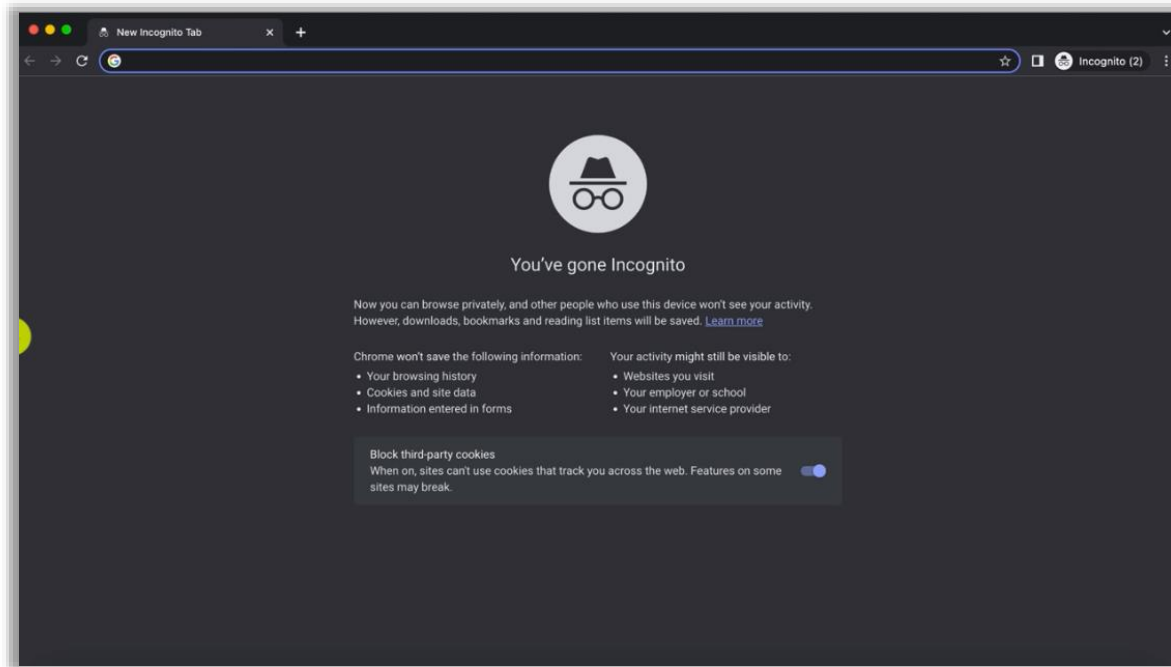 New Incognito Tab
Incognito (2)
You've gone Incognito
Now you can browse privately, and other people who use this device won't see your activity.
However, downloads, bookmarks and reading list items will be saved. Learn more
Chrome won't save the following information:
• Your browsing history
• Cookies and site data
• Information entered in forms
Your activity might still be visible to:
• Websites you visit
• Your employer or school
• Your internet service provider
Block third-party cookies
When on, sites can't use cookies that track you across the web. Features on some
sites may break.